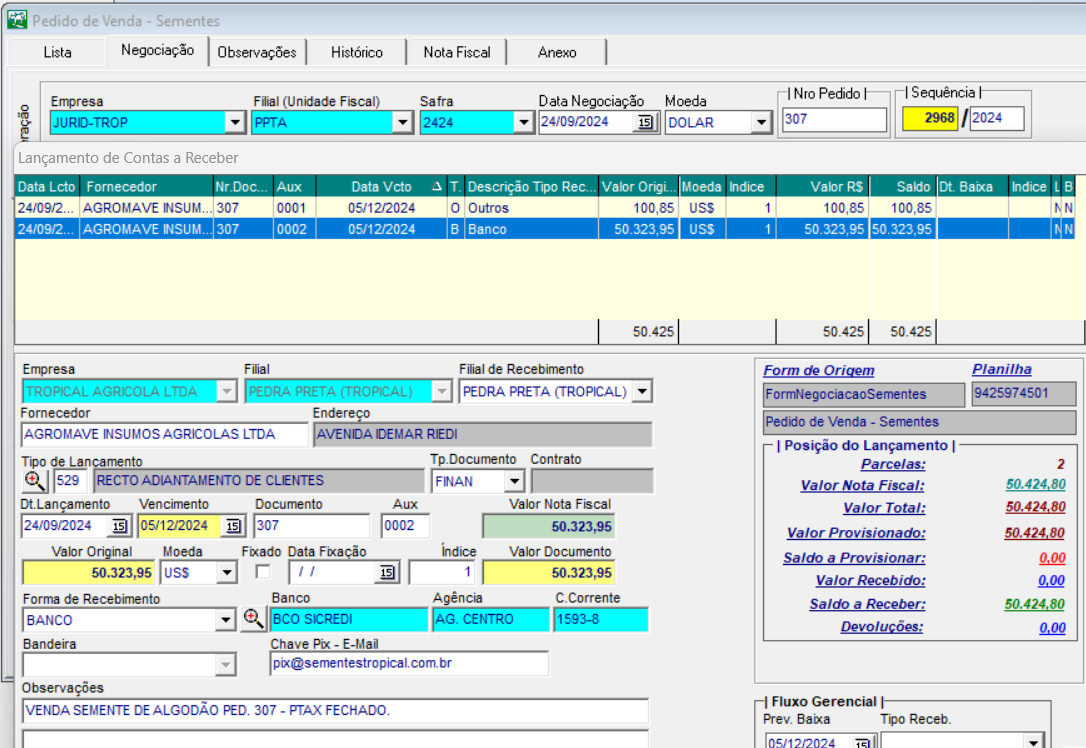 Pedido de Venda - Sementes
Lista Negociação Observações Histórico Nota Fiscal Anexo
Empresa Filial (Unidade Fiscal) Safra Data Negociação Moeda | Nro Pedido | | Sequência |
JURID-TROP PPTA 2424 24/09/2024 15 DOLAR 307 2968 / 2024
Lançamento de Contas a Receber
Data Lcto Fornecedor Nr.Doc... Aux Data Vcto T. Descrição Tipo Rec... Valor Origi... Moeda Indice Valor R$ Saldo Dt. Baixa Indice L B
24/09/2... AGROMAVE INSUM... 307 0001 05/12/2024 O Outros 100,85 US$ 1 100,85 100,85 N N
24/09/2... AGROMAVE INSUM... 307 0002 05/12/2024 B Banco 50.323,95 US$ 1 50.323,95 50.323,95 N N
50.425 50.425 50.425
Empresa Filial Filial de Recebimento
TROPICAL AGRICOLA LTDA PEDRA PRETA (TROPICAL) PEDRA PRETA (TROPICAL)
Fornecedor Endereço
AGROMAVE INSUMOS AGRICOLAS LTDA AVENIDA IDEMAR RIEDI
Tipo de Lançamento Tp.Documento Contrato
529 RECTO ADIANTAMENTO DE CLIENTES FINAN
Dt.Lançamento Vencimento Documento Aux Valor Nota Fiscal
24/09/2024 15 05/12/2024 15 307 0002 50.323,95
Valor Original Moeda Fixado Data Fixação Índice Valor Documento
50.323,95 US$ / / 15 1 50.323,95
Forma de Recebimento Banco Agência C.Corrente
BANCO BCO SICREDI AG. CENTRO 1593-8
Bandeira Chave Pix - E-Mail
pix@sementestropical.com.br
Observações
VENDA SEMENTE DE ALGODÃO PED. 307 - PTAX FECHADO.
Form de Origem Planilha
FormNegociacaoSementes 9425974501
Pedido de Venda - Sementes
| Posição do Lançamento |
Parcelas: 2
Valor Nota Fiscal: 50.424,80
Valor Total: 50.424,80
Valor Provisionado: 50.424,80
Saldo a Provisionar: 0,00
Valor Recebido: 0,00
Saldo a Receber: 50.424,80
Devoluções: 0,00
| Fluxo Gerencial |
Prev. Baixa Tipo Receb.
05/12/2024 15